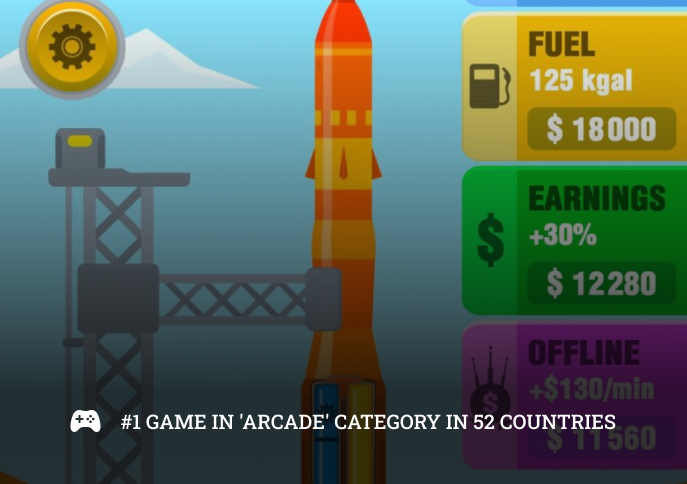 FUEL
125 kgal
$ 18000
EARNINGS
+30%
$ 12280
OFFLINE
+$130/min
$ 11560
#1 GAME IN 'ARCADE' CATEGORY IN 52 COUNTRIES